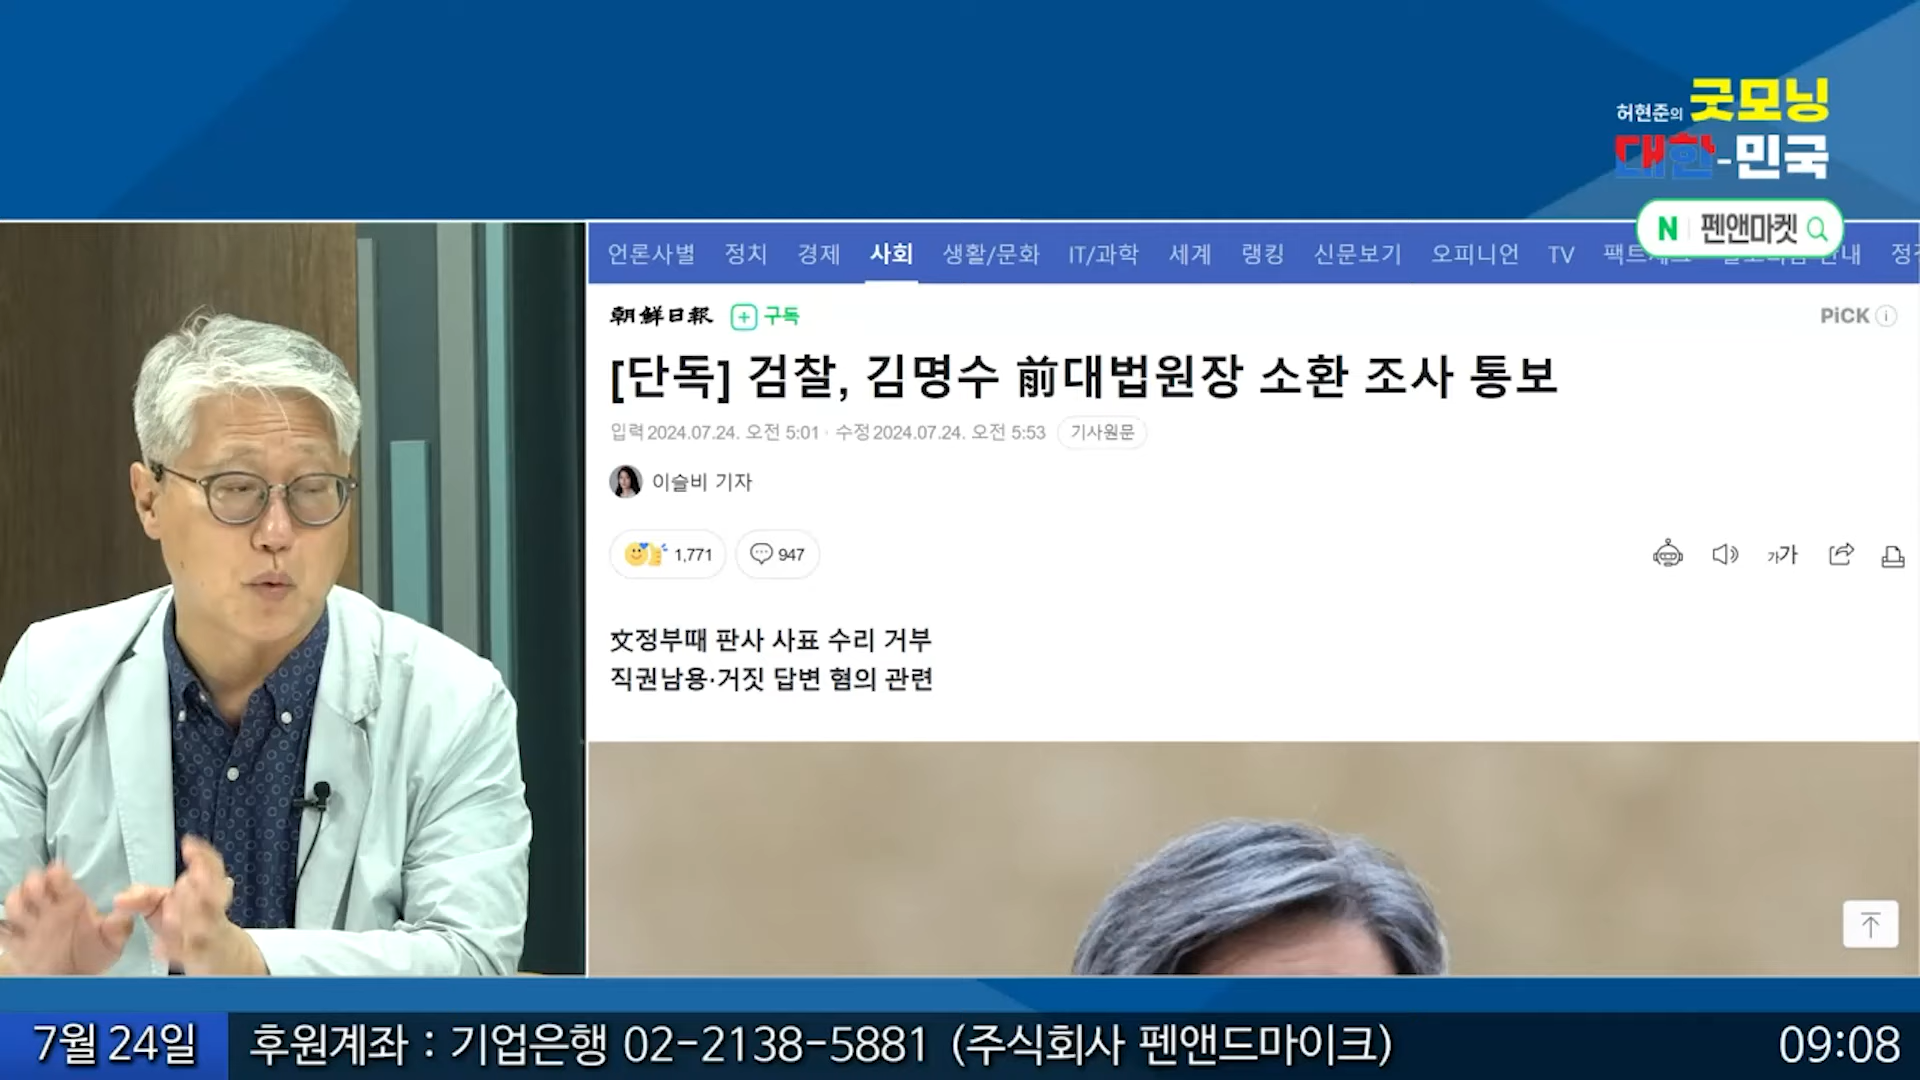 허현준의 굿모닝
대한-민국
N 펜앤마켓
언론사별 정치 경제 사회 생활/문화 IT/과학 세계 랭킹 신문보기 오피니언 TV
朝鮮日報 구독
PiCK
[단독] 검찰, 김명수 前대법원장 소환 조사 통보
입력 2024.07.24. 오전 5:01 · 수정 2024.07.24. 오전 5:53 기사원문
이슬비 기자
1,771 947
가가
文정부때 판사 사표 수리 거부
직권남용·거짓 답변 혐의 관련
7월 24일 후원계좌 : 기업은행 02-2138-5881 (주식회사 펜앤드마이크) 09:08